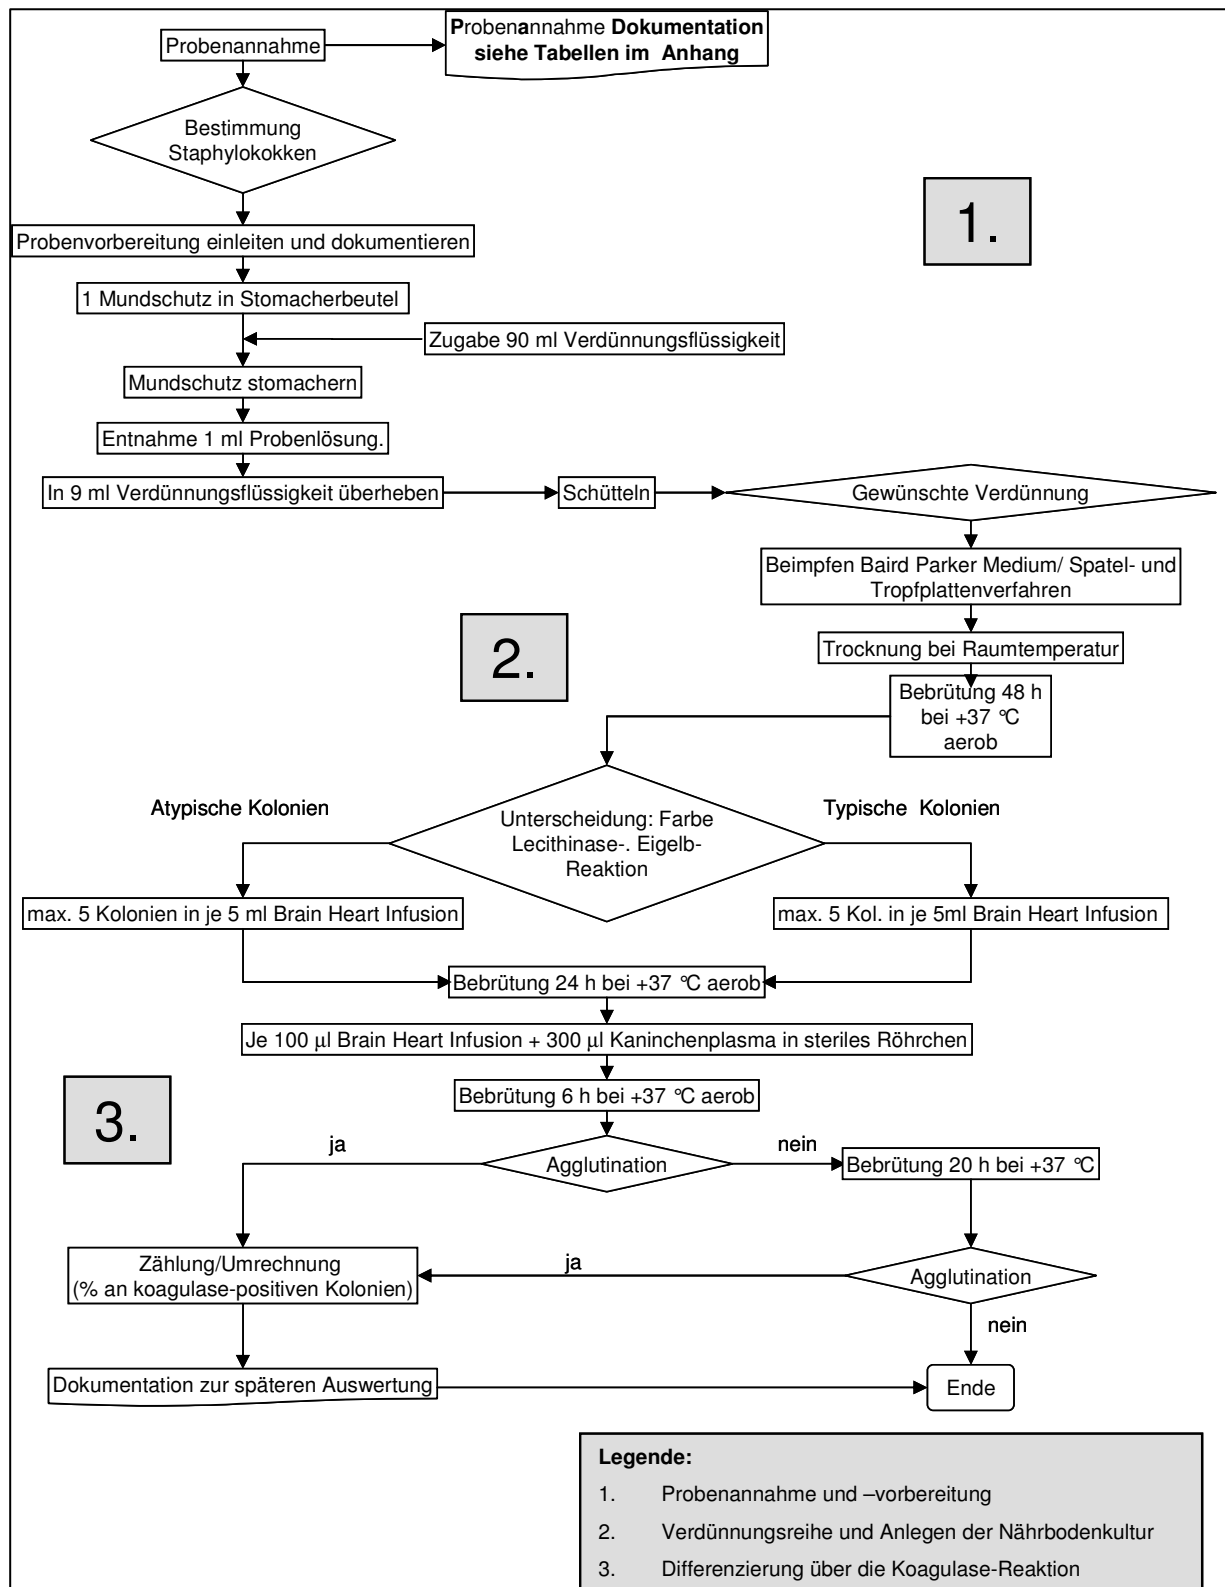 Probenannahme
Probenannahme Dokumentation
siehe Tabellen im Anhang
Bestimmung
Staphylokokken
1.
Probenvorbereitung einleiten und dokumentieren
1 Mundschutz in Stomacherbeutel
Zugabe 90 ml Verdünnungsflüssigkeit
Mundschutz stomachern
Entnahme 1 ml Probenlösung.
In 9 ml Verdünnungsflüssigkeit überheben
Schütteln
Gewünschte Verdünnung
Beimpfen Baird Parker Medium/ Spatel- und
Tropfplattenverfahren
2.
Trocknung bei Raumtemperatur
Bebrütung 48 h
bei +37 °C
aerob
Atypische Kolonien
Typische Kolonien
Unterscheidung: Farbe
Lecithinase-. Eigelb-
Reaktion
max. 5 Kolonien in je 5 ml Brain Heart Infusion
max. 5 Kol. in je 5ml Brain Heart Infusion
Bebrütung 24 h bei +37 °C aerob
Je 100 µl Brain Heart Infusion + 300 µl Kaninchenplasma in steriles Röhrchen
Bebrütung 6 h bei +37 °C aerob
3.
ja
Agglutination
nein
Bebrütung 20 h bei +37 °C
Zählung/Umrechnung
(% an koagulase-positiven Kolonien)
ja
Agglutination
nein
Dokumentation zur späteren Auswertung
Ende
Legende:
1. Probenannahme und –vorbereitung
2. Verdünnungsreihe und Anlegen der Nährbodenkultur
3. Differenzierung über die Koagulase-Reaktion